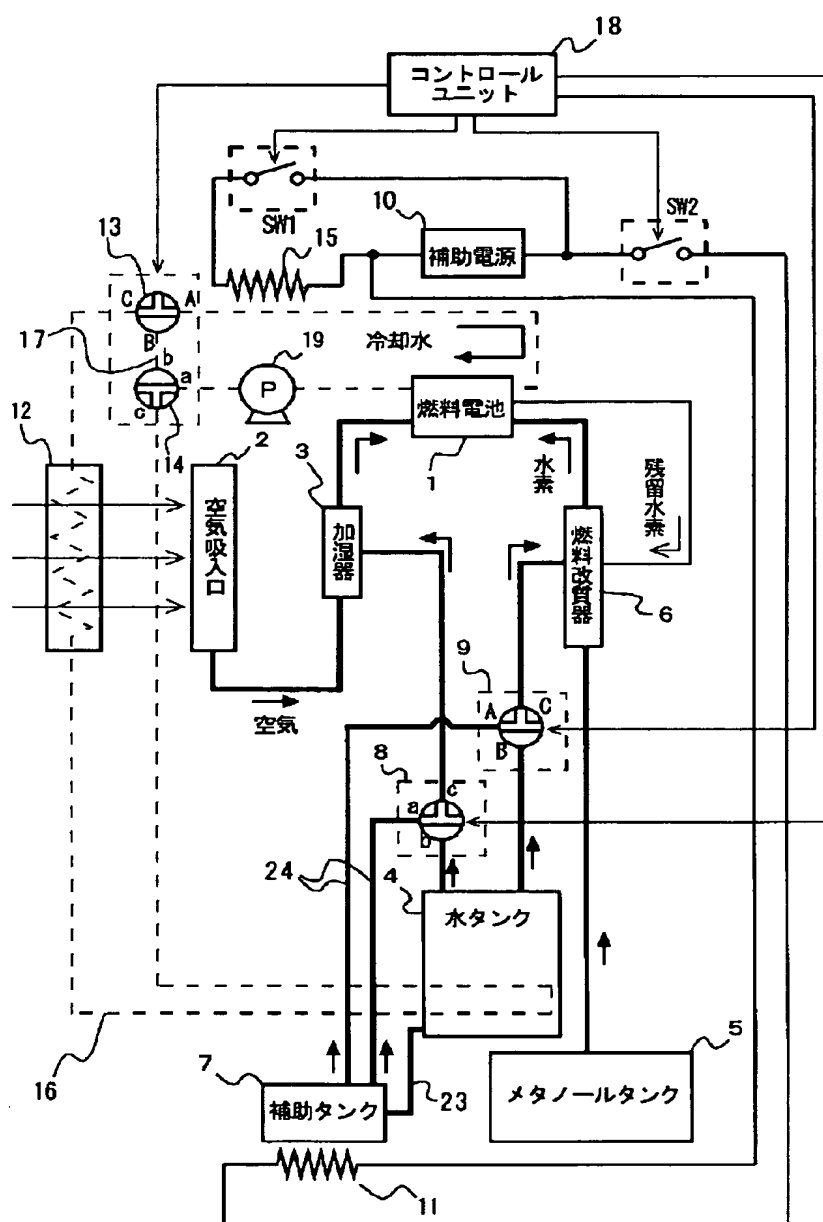 18
コントロール
ユニット
SW1
10
SW2
13
15
補助電源
C
A
B
17
b
19
冷却水
a
P
c
14
燃料電池
1
12
2
3
水素
残留水素
空気吸入口
加湿器
燃料改質器
6
9
A
C
空気
B
8
a
c
b
24
4
水タンク
16
7
5
補助タンク
23
メタノールタンク
11